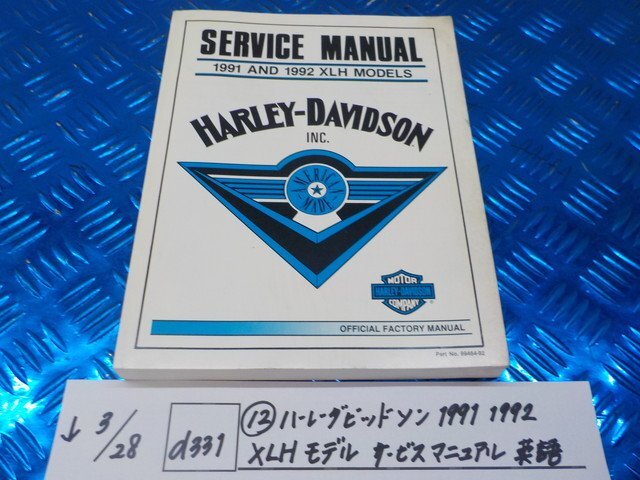 SERVICE MANUAL
1991 AND 1992 XLH MODELS
HARLEY-DAVIDSON
INC.
AMERICAN
MADE
MOTOR
HARLEY-DAVIDSON
COMPANY
®
OFFICIAL FACTORY MANUAL
Part No. 99484-92
↓ 3/28 d331 ⑫ ハーレーダビッドソン 1991 1992
XLH モデル サービスマニュアル 英語